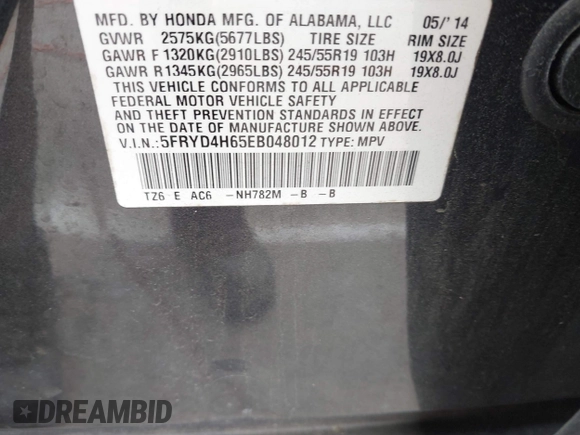 MFD. BY HONDA MFG. OF ALABAMA, LLC 05/' 14
GVWR 2575KG(5677LBS) TIRE SIZE RIM SIZE
GAWR F 1320KG(2910LBS) 245/55R19 103H 19X8.0J
GAWR R 1345KG(2965LBS) 245/55R19 103H 19X8.0J
THIS VEHICLE CONFORMS TO ALL APPLICABLE
FEDERAL MOTOR VEHICLE SAFETY
AND THEFT PREVENTION STANDARDS IN EFFECT
ON THE DATE OF MANUFACTURE SHOWN ABOVE.
V.I.N.: 5FRYD4H65EB048012 TYPE: MPV
TZ6 E AC6 -NH782M -B -B
DREAMBID